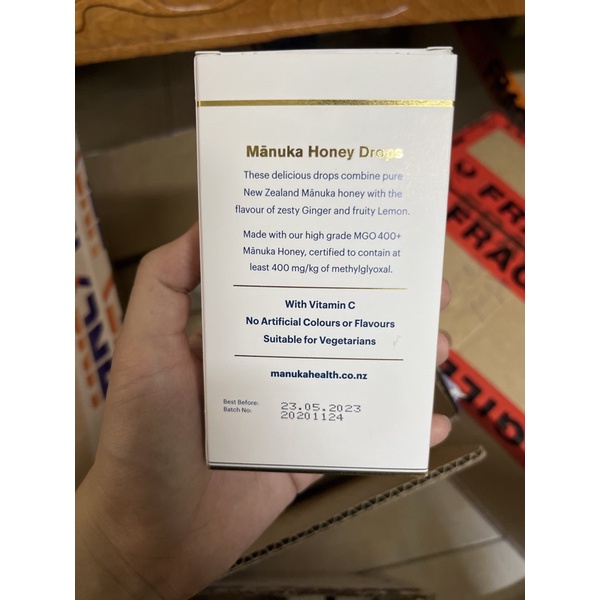 Mānuka Honey Drops
These delicious drops combine pure
New Zealand Mānuka honey with the
flavour of zesty Ginger and fruity Lemon.
Made with our high grade MGO 400+
Mānuka Honey, certified to contain at
least 400 mg/kg of methylglyoxal.
With Vitamin C
No Artificial Colours or Flavours
Suitable for Vegetarians
manukahealth.co.nz
Best Before: 23.05.2023
Batch No: 20201124